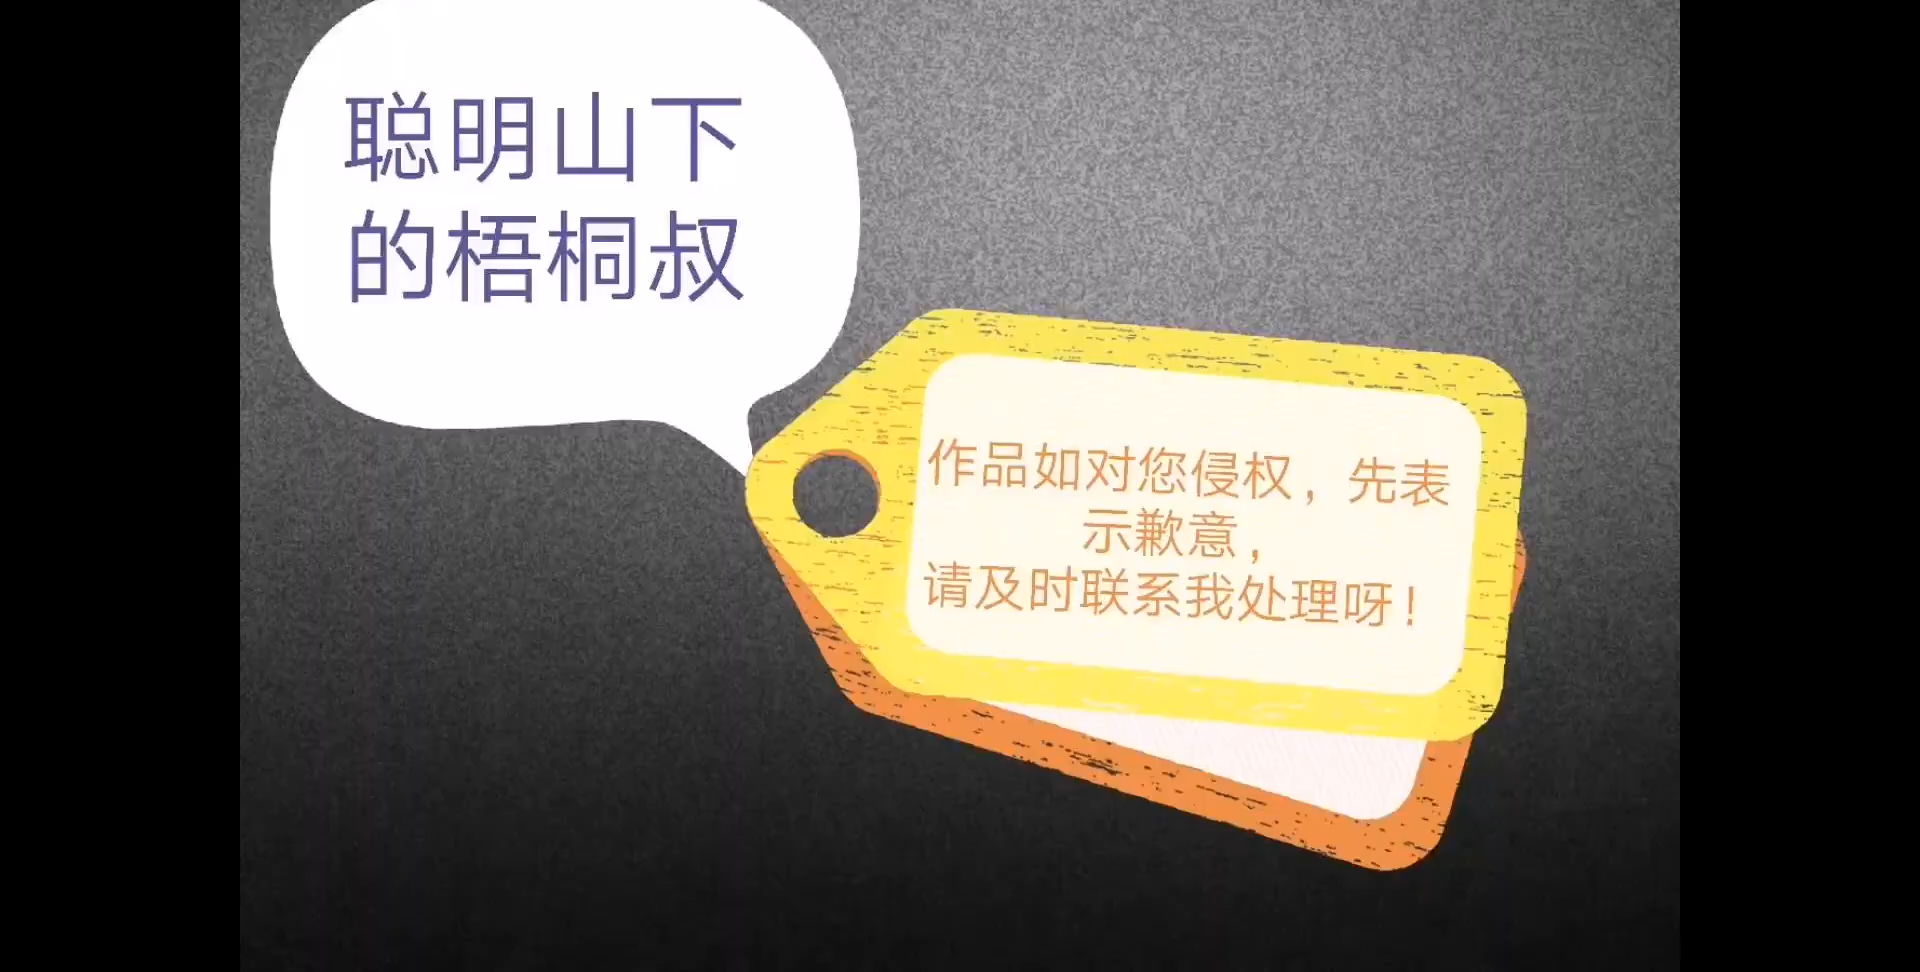 聪明山下
的梧桐叔
作品如对您侵权，先表
示歉意，
请及时联系我处理呀！